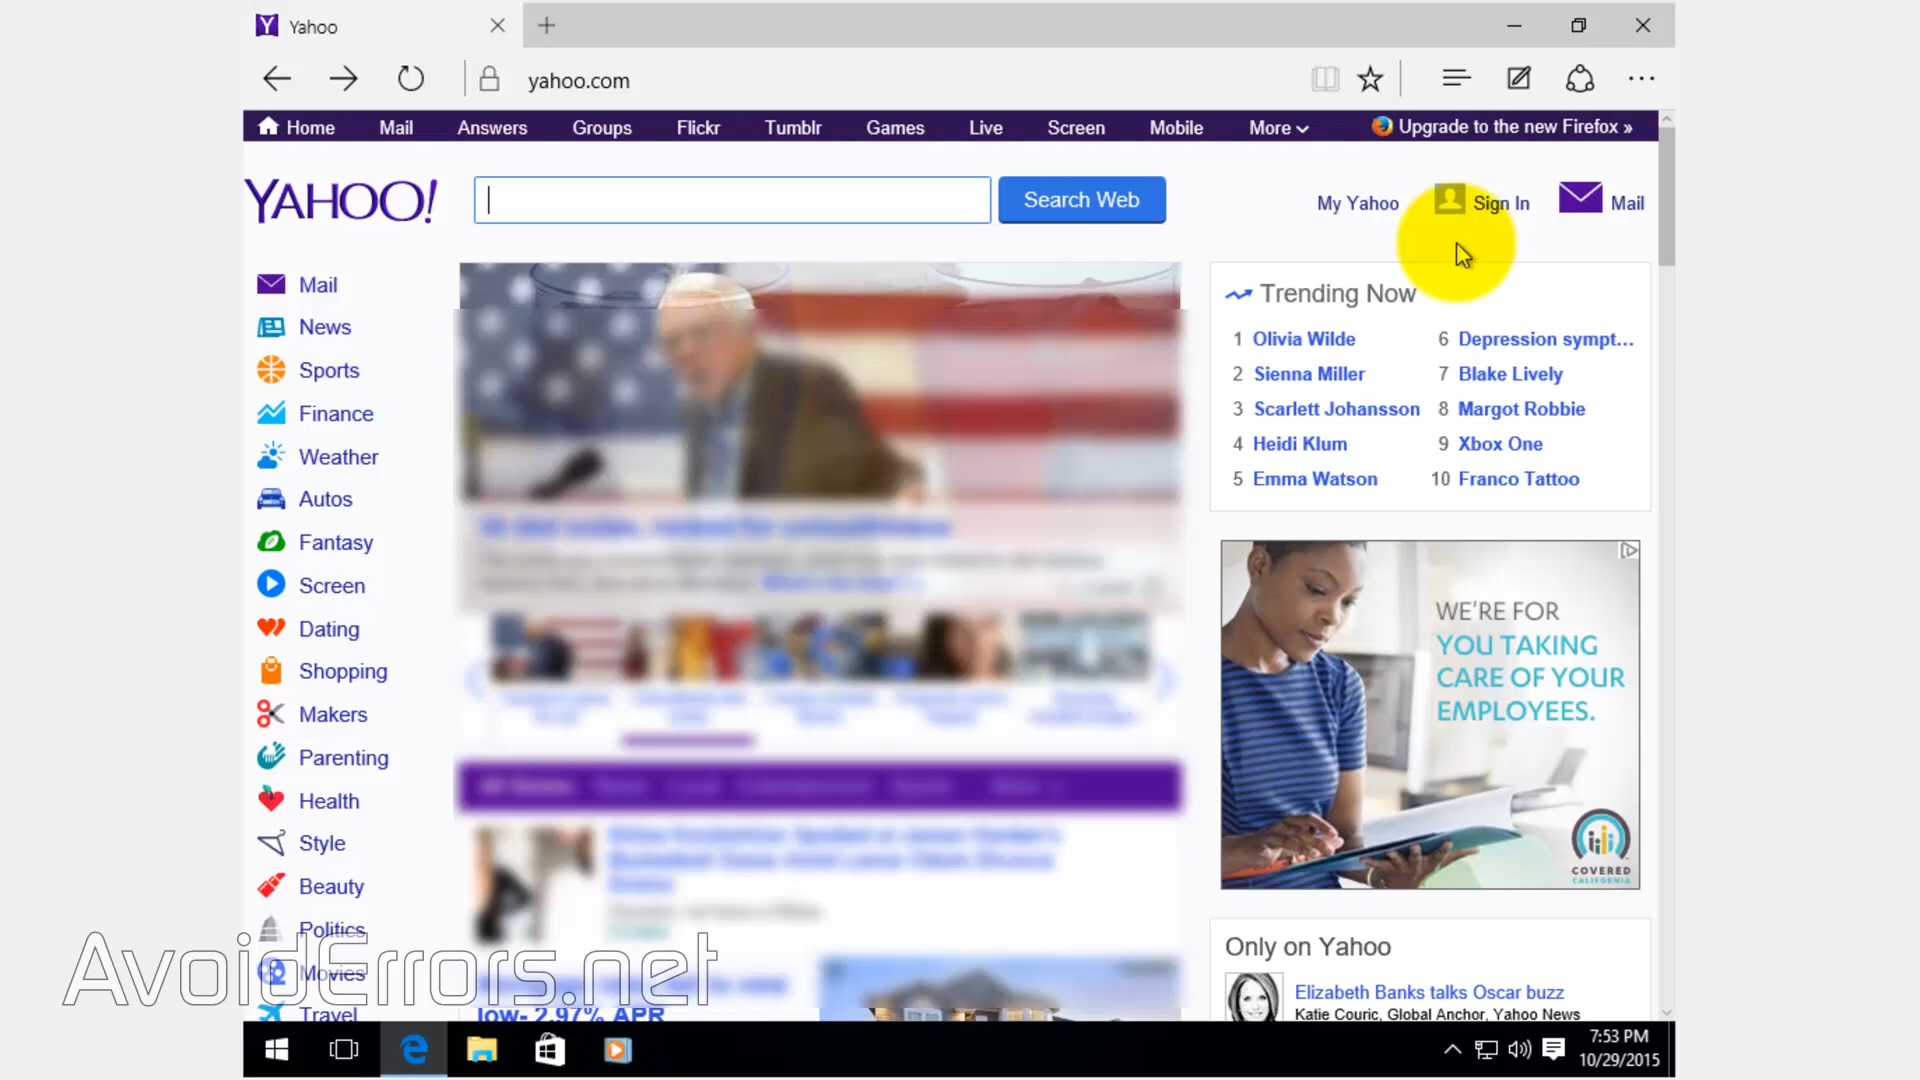 Yahoo
yahoo.com
Home Mail Answers Groups Flickr Tumblr Games Live Screen Mobile More Upgrade to the new Firefox »
YAHOO!
Search Web
My Yahoo Sign In Mail
Mail
News
Sports
Finance
Weather
Autos
Fantasy
Screen
Dating
Shopping
Makers
Parenting
Health
Style
Beauty
Politics
Movies
Travel
low- 2.97% APR
Trending Now
1 Olivia Wilde
2 Sienna Miller
3 Scarlett Johansson
4 Heidi Klum
5 Emma Watson
6 Depression sympt...
7 Blake Lively
8 Margot Robbie
9 Xbox One
10 Franco Tattoo
WE'RE FOR
YOU TAKING
CARE OF YOUR
EMPLOYEES.
COVERED
CALIFORNIA
Only on Yahoo
Elizabeth Banks talks Oscar buzz
Katie Couric, Global Anchor, Yahoo News
AvoidErrors.net
7:53 PM
10/29/2015